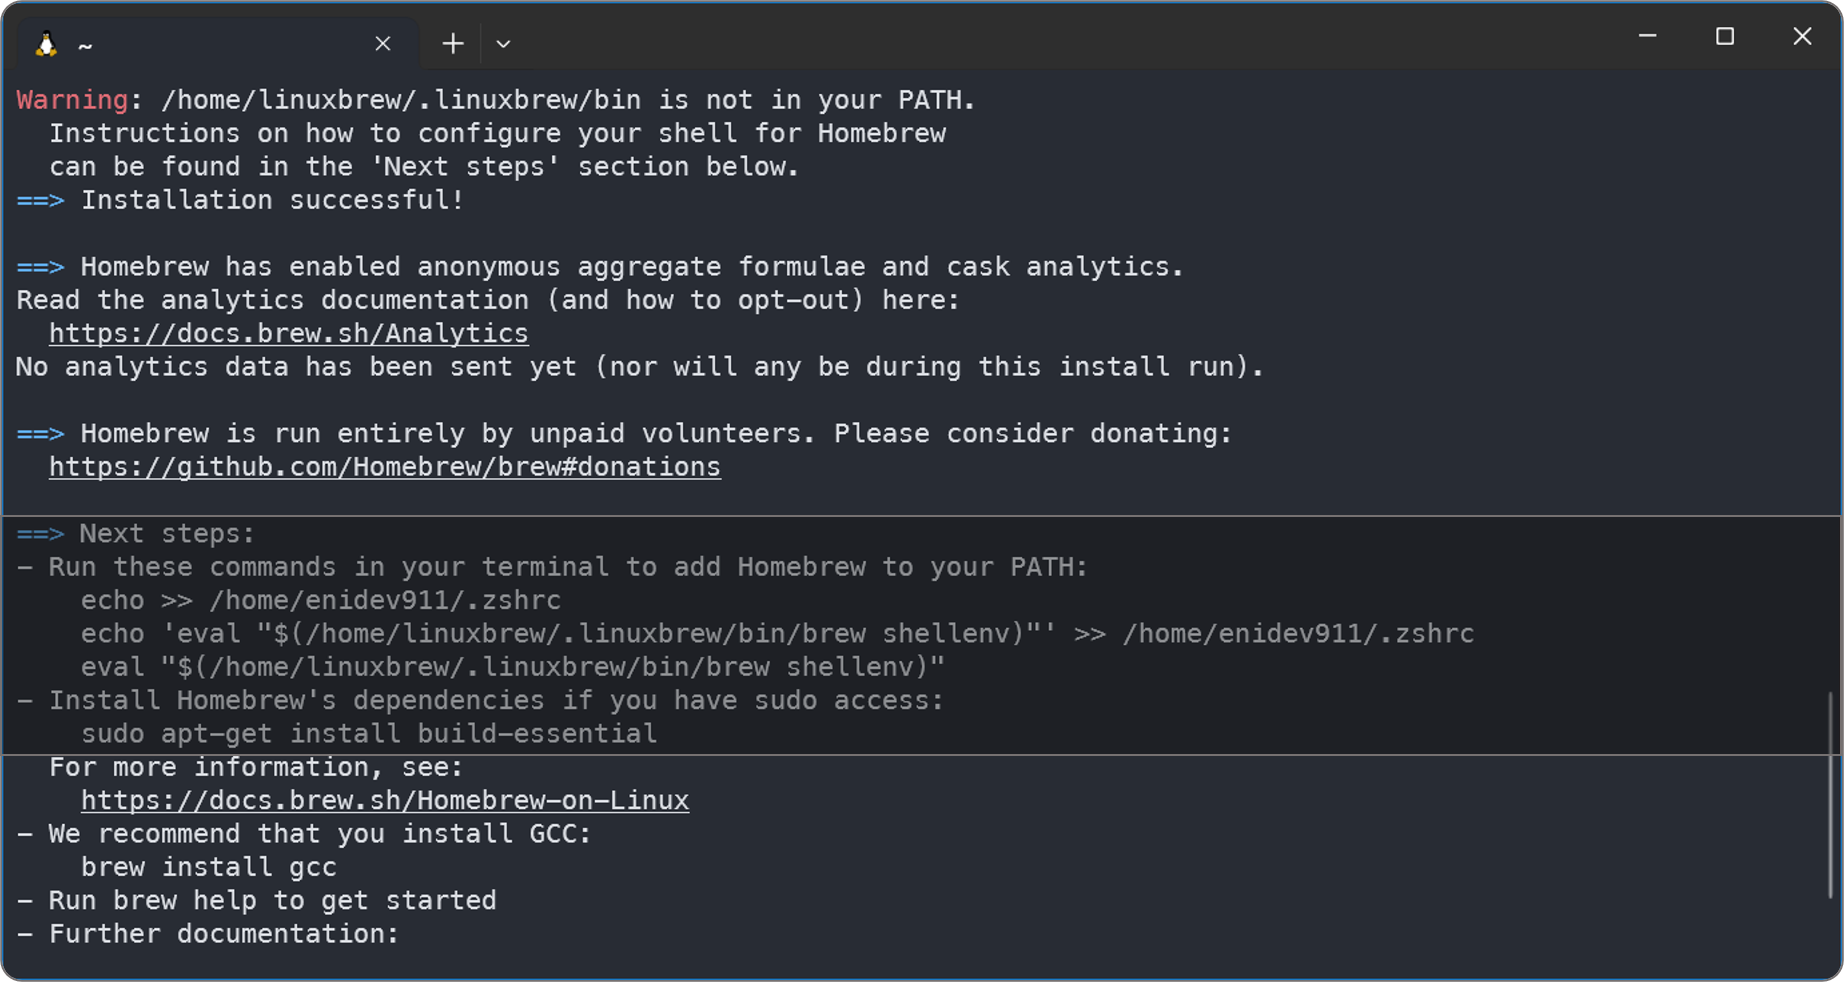 ~
Warning: /home/linuxbrew/.linuxbrew/bin is not in your PATH.
Instructions on how to configure your shell for Homebrew
can be found in the 'Next steps' section below.
==> Installation successful!
==> Homebrew has enabled anonymous aggregate formulae and cask analytics.
Read the analytics documentation (and how to opt-out) here:
https://docs.brew.sh/Analytics
No analytics data has been sent yet (nor will any be during this install run).
==> Homebrew is run entirely by unpaid volunteers. Please consider donating:
https://github.com/Homebrew/brew#donations
==> Next steps:
- Run these commands in your terminal to add Homebrew to your PATH:
echo >> /home/enidev911/.zshrc
echo 'eval "$(/home/linuxbrew/.linuxbrew/bin/brew shellenv)"' >> /home/enidev911/.zshrc
eval "$(/home/linuxbrew/.linuxbrew/bin/brew shellenv)"
- Install Homebrew's dependencies if you have sudo access:
sudo apt-get install build-essential
For more information, see:
https://docs.brew.sh/Homebrew-on-Linux
- We recommend that you install GCC:
brew install gcc
- Run brew help to get started
- Further documentation: